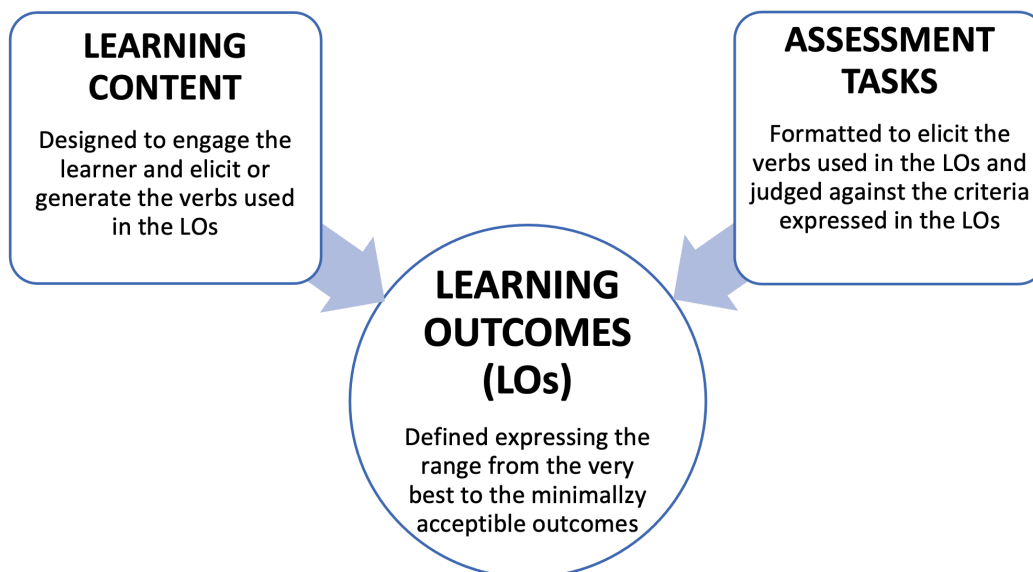 LEARNING
CONTENT
Designed to engage the
learner and elicit or
generate the verbs used
in the LOs
ASSESSMENT
TASKS
Formatted to elicit the
verbs used in the LOs and
judged against the criteria
expressed in the LOs
LEARNING
OUTCOMES
(LOs)
Defined expressing the
range from the very
best to the minimallzy
acceptible outcomes